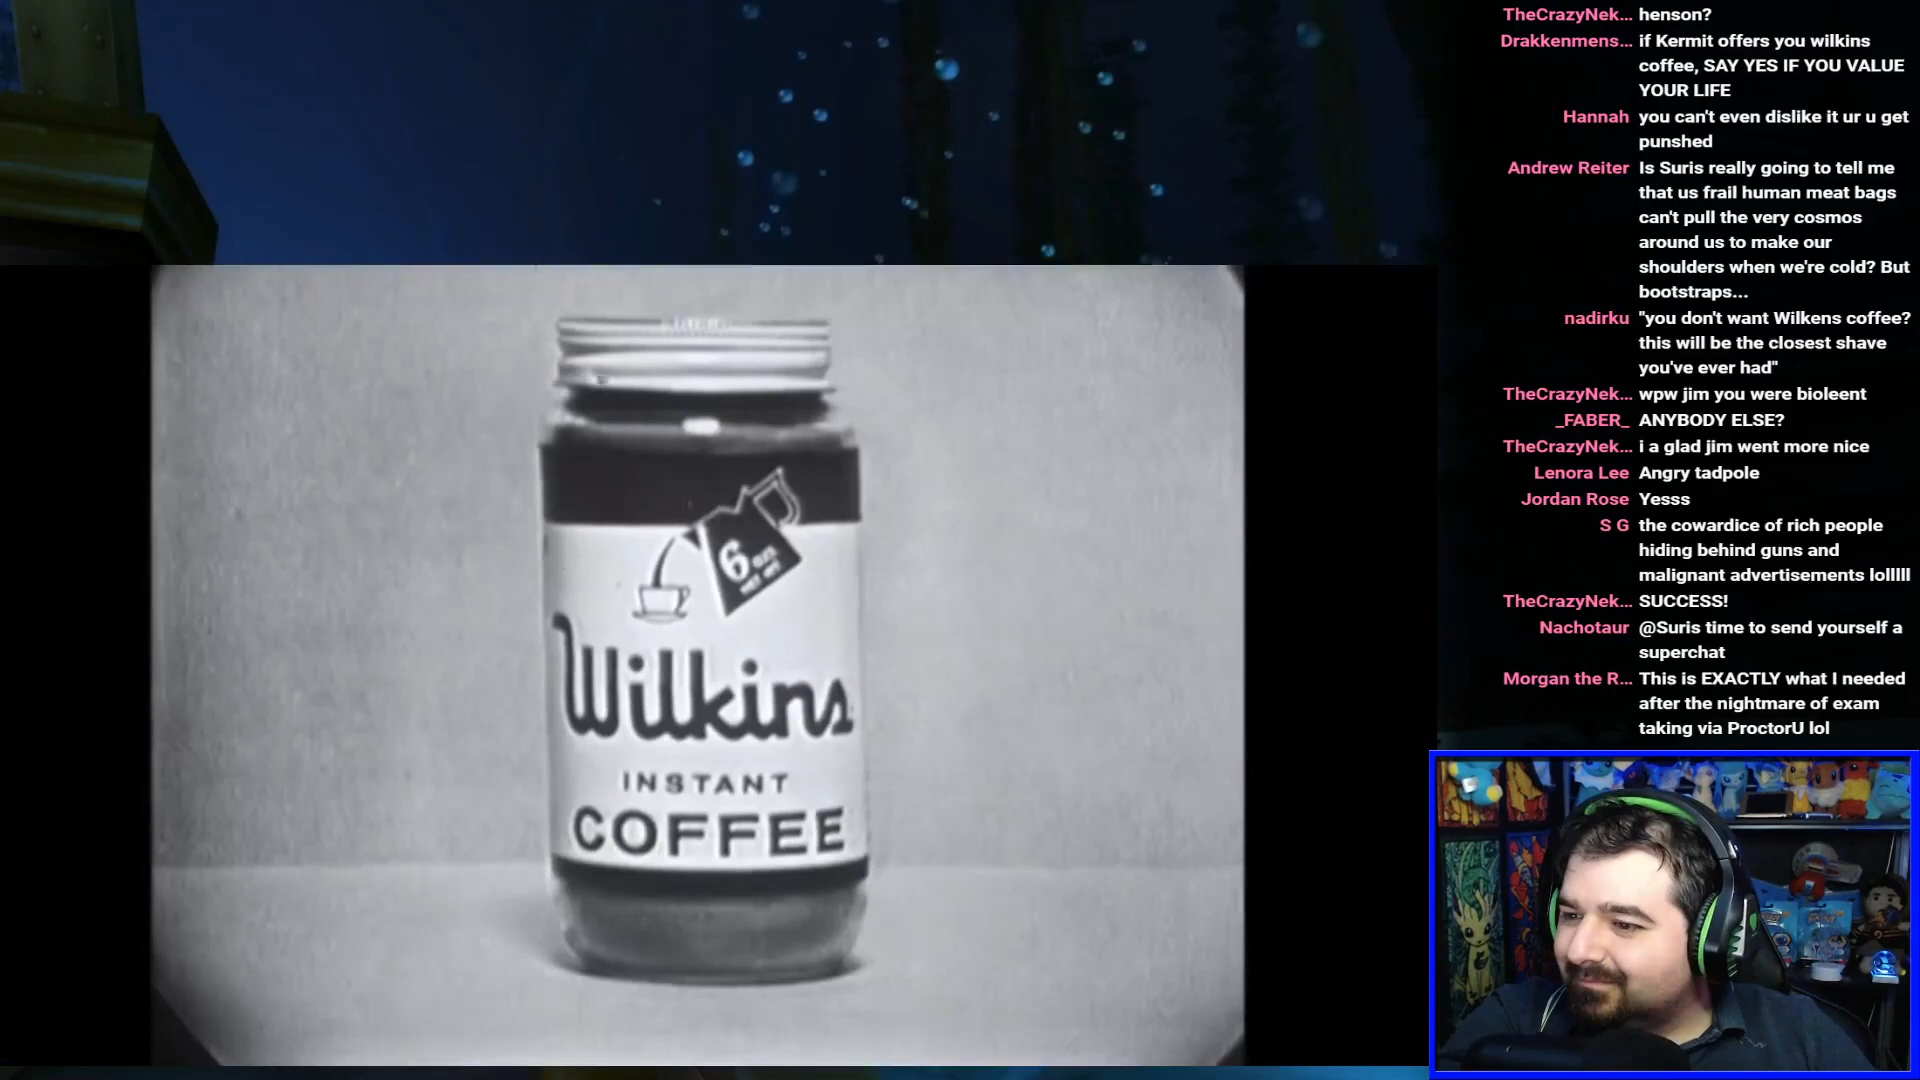 TheCrazyNek... henson?
Drakkenmens... if Kermit offers you wilkins
coffee, SAY YES IF YOU VALUE
YOUR LIFE
Hannah you can't even dislike it ur u get
punshed
Andrew Reiter Is Suris really going to tell me
that us frail human meat bags
can't pull the very cosmos
around us to make our
shoulders when we're cold? But
bootstraps...
nadirku "you don't want Wilkens coffee?
this will be the closest shave
you've ever had"
TheCrazyNek... wpw jim you were bioleent
_FABER_ ANYBODY ELSE?
TheCrazyNek... i a glad jim went more nice
Lenora Lee Angry tadpole
Jordan Rose Yesss
S G the cowardice of rich people
hiding behind guns and
malignant advertisements lolllll
TheCrazyNek... SUCCESS!
Nachotaur @Suris time to send yourself a
superchat
Morgan the R... This is EXACTLY what I needed
after the nightmare of exam
taking via ProctorU lol
6
Wilkins
INSTANT
COFFEE